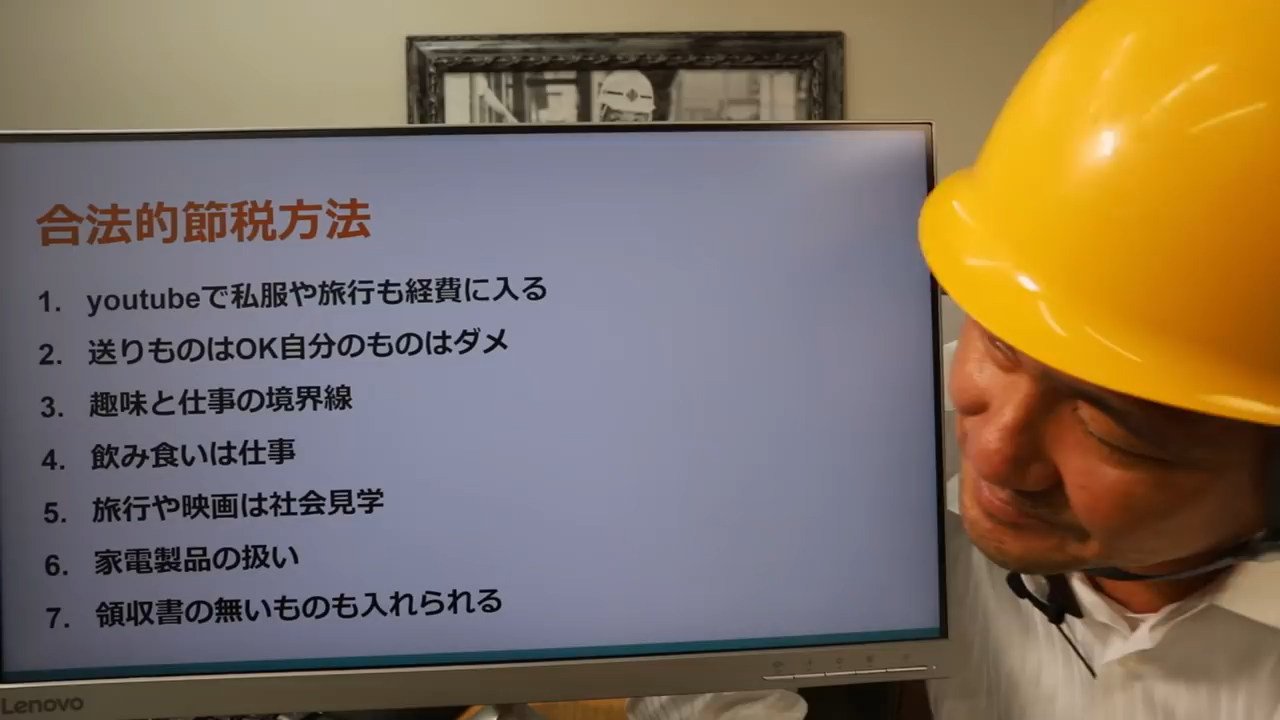 合法的節税方法
1. youtubeで私服や旅行も経費に入る
2. 送りものはOK自分のものはダメ
3. 趣味と仕事の境界線
4. 飲み食いは仕事
5. 旅行や映画は社会見学
6. 家電製品の扱い
7. 領収書の無いものも入れられる
Lenovo